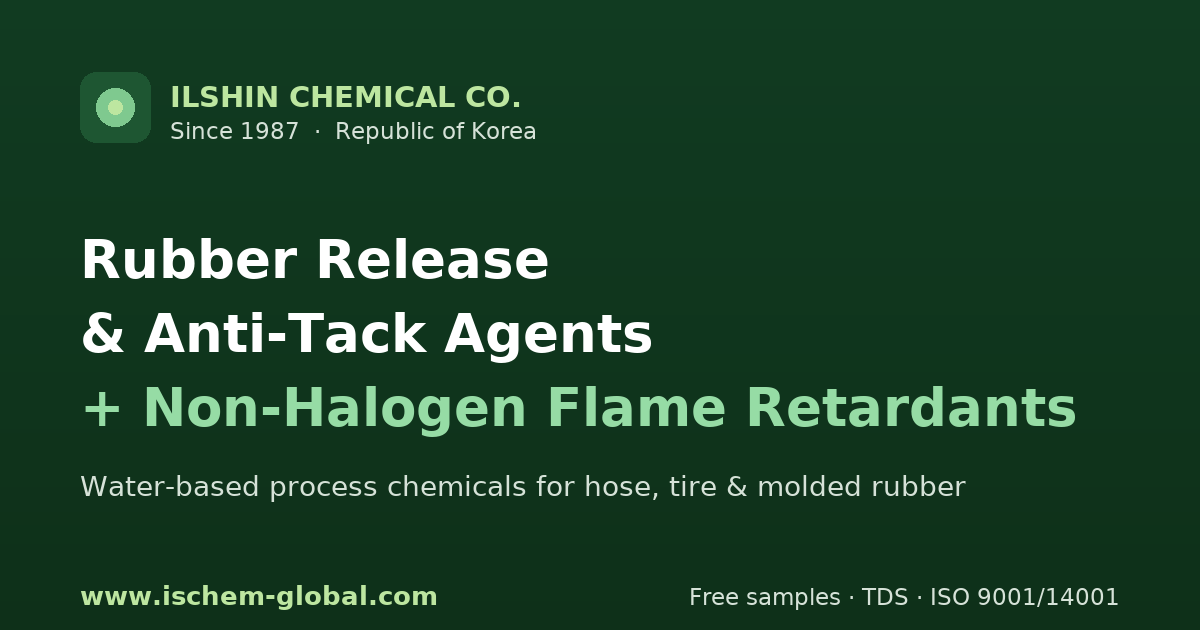 ILSHIN CHEMICAL CO.
Since 1987 · Republic of Korea
Rubber Release
& Anti-Tack Agents
+ Non-Halogen Flame Retardants
Water-based process chemicals for hose, tire & molded rubber
www.ischem-global.com
Free samples · TDS · ISO 9001/14001